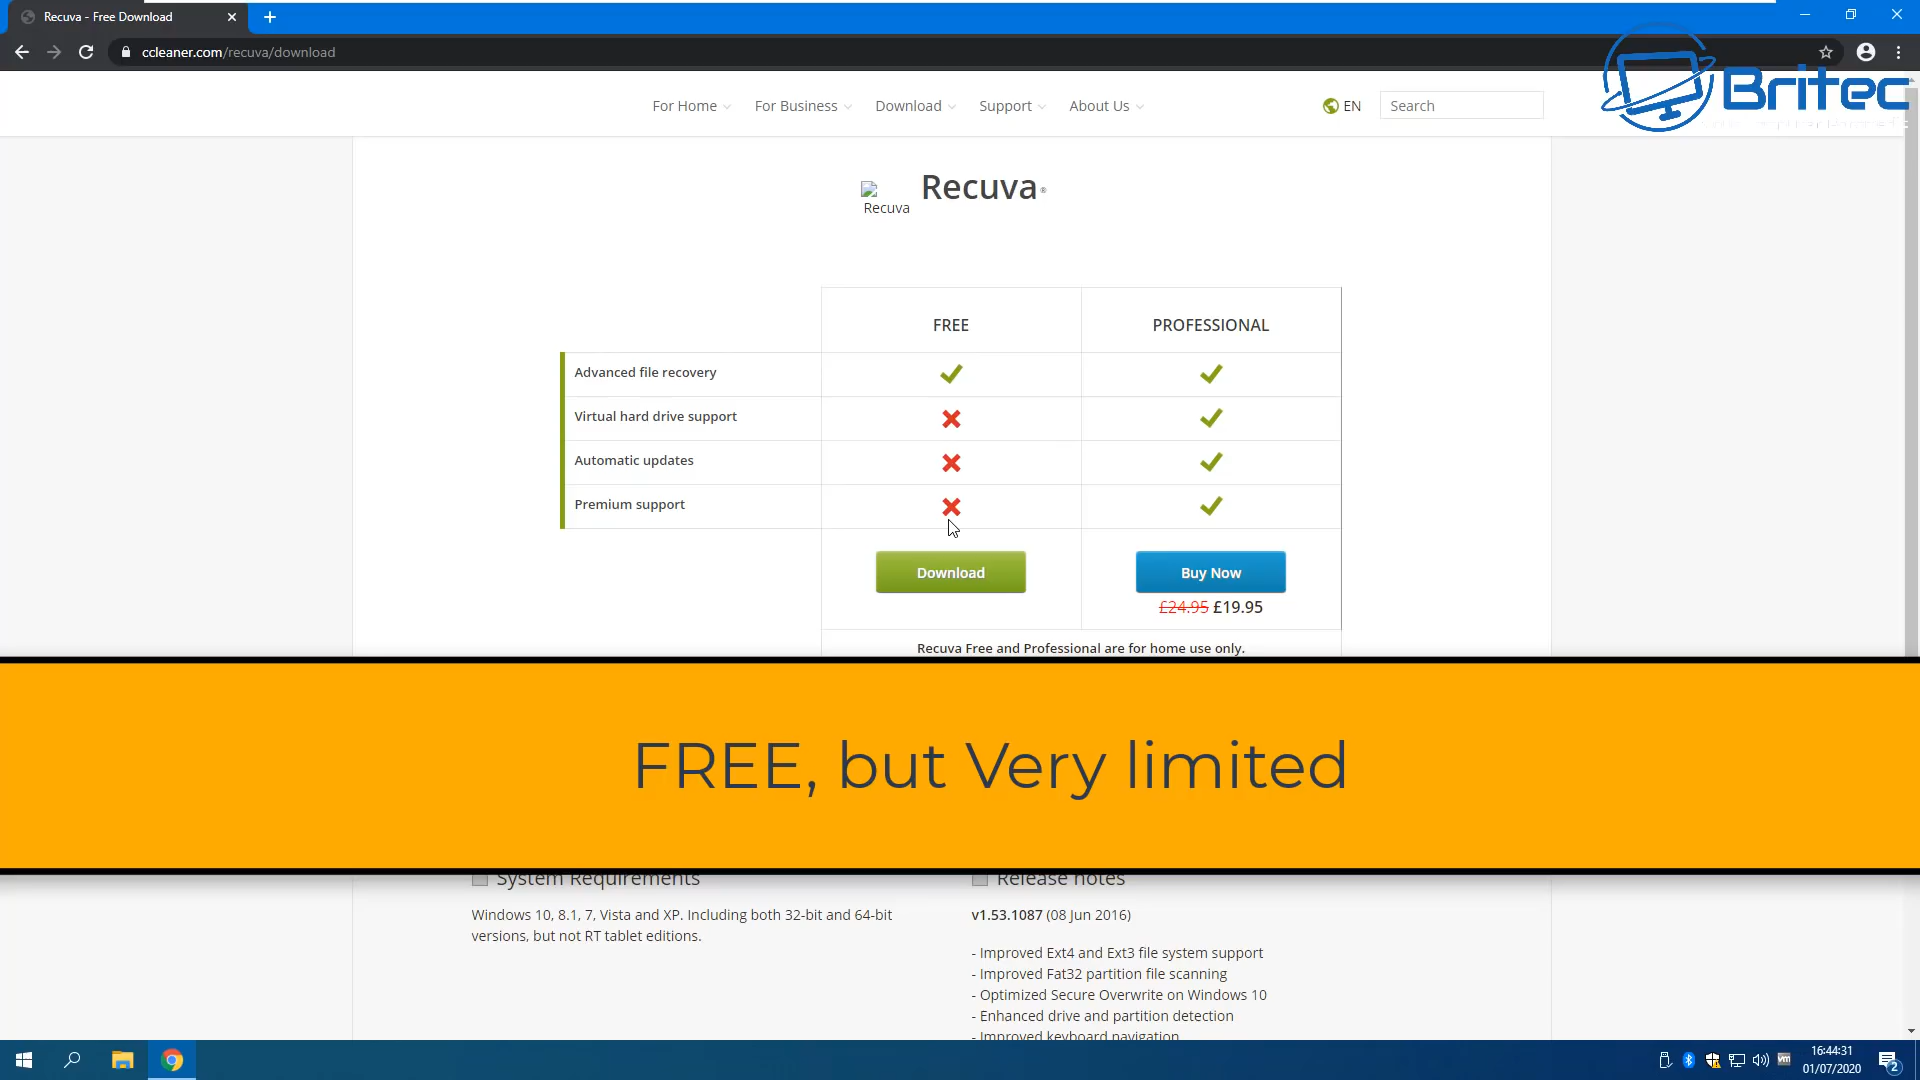 Recuva - Free Download
ccleaner.com/recuva/download
Britec
For Home For Business Download Support About Us EN Search
Recuva
Recuva®
FREE PROFESSIONAL
Advanced file recovery
Virtual hard drive support
Automatic updates
Premium support
Download Buy Now
£24.95 £19.95
Recuva Free and Professional are for home use only.
FREE, but Very limited
System Requirements
Windows 10, 8.1, 7, Vista and XP. Including both 32-bit and 64-bit
versions, but not RT tablet editions.
Release notes
v1.53.1087 (08 Jun 2016)
- Improved Ext4 and Ext3 file system support
- Improved Fat32 partition file scanning
- Optimized Secure Overwrite on Windows 10
- Enhanced drive and partition detection
- Improved keyboard navigation
16:44:31
01/07/2020
2